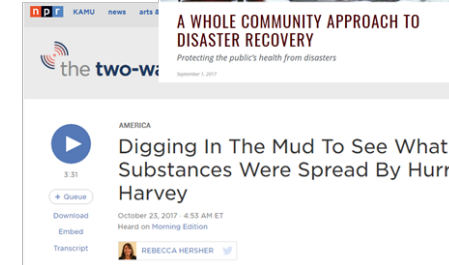 npr KAMU news arts &
A WHOLE COMMUNITY APPROACH TO
DISASTER RECOVERY
Protecting the public's health from disasters
September 1, 2017
the two-wa
AMERICA
Digging In The Mud To See What
Substances Were Spread By Hurr
Harvey
3:31
+ Queue
Download
Embed
Transcript
October 23, 2017 · 4:53 AM ET
Heard on Morning Edition
REBECCA HERSHER